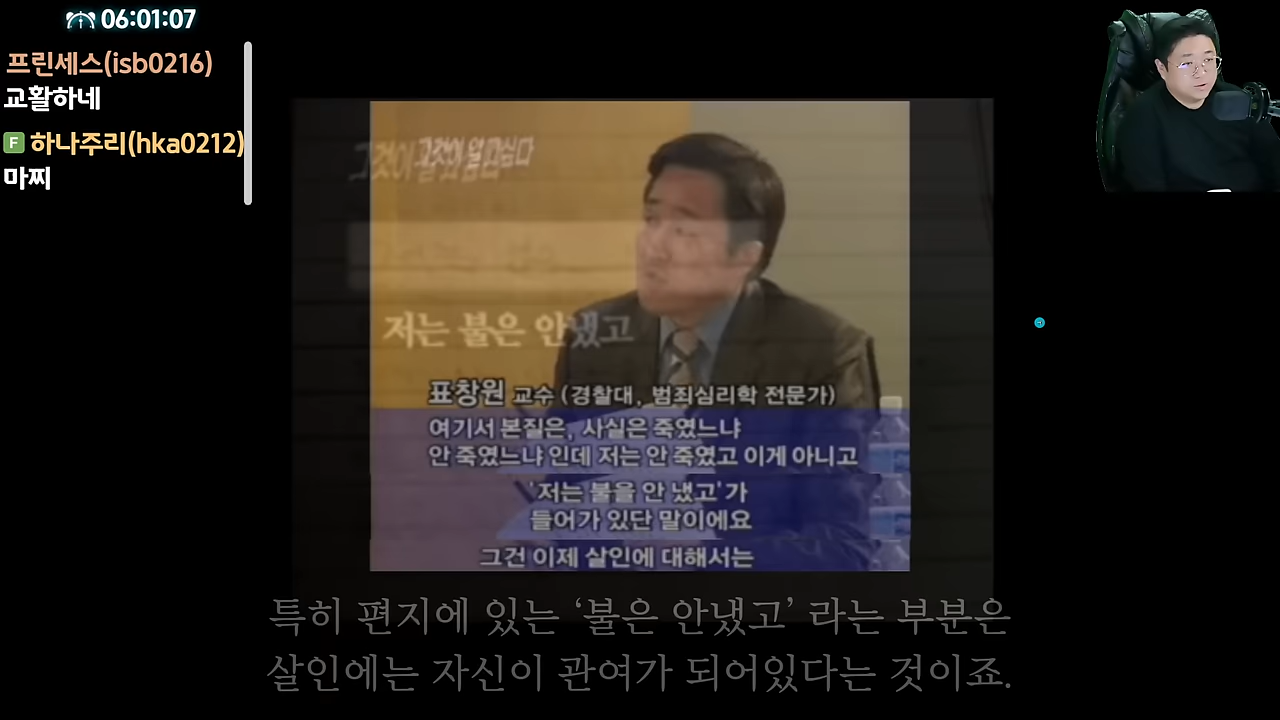 06:01:07
프린세스(isb0216)
교활하네
F 하나주리(hka0212)
마찌
그것이 알고싶다
저는 불은 안냈고
표창원 교수 (경찰대, 범죄심리학 전문가)
여기서 본질은, 사실은 죽였느냐
안 죽였느냐 인데 저는 안 죽였고 이게 아니고
'저는 불을 안 냈고'가
들어가 있단 말이에요
그건 이제 살인에 대해서는
특히 편지에 있는 ‘불은 안냈고’ 라는 부분은
살인에는 자신이 관여가 되어있다는 것이죠.